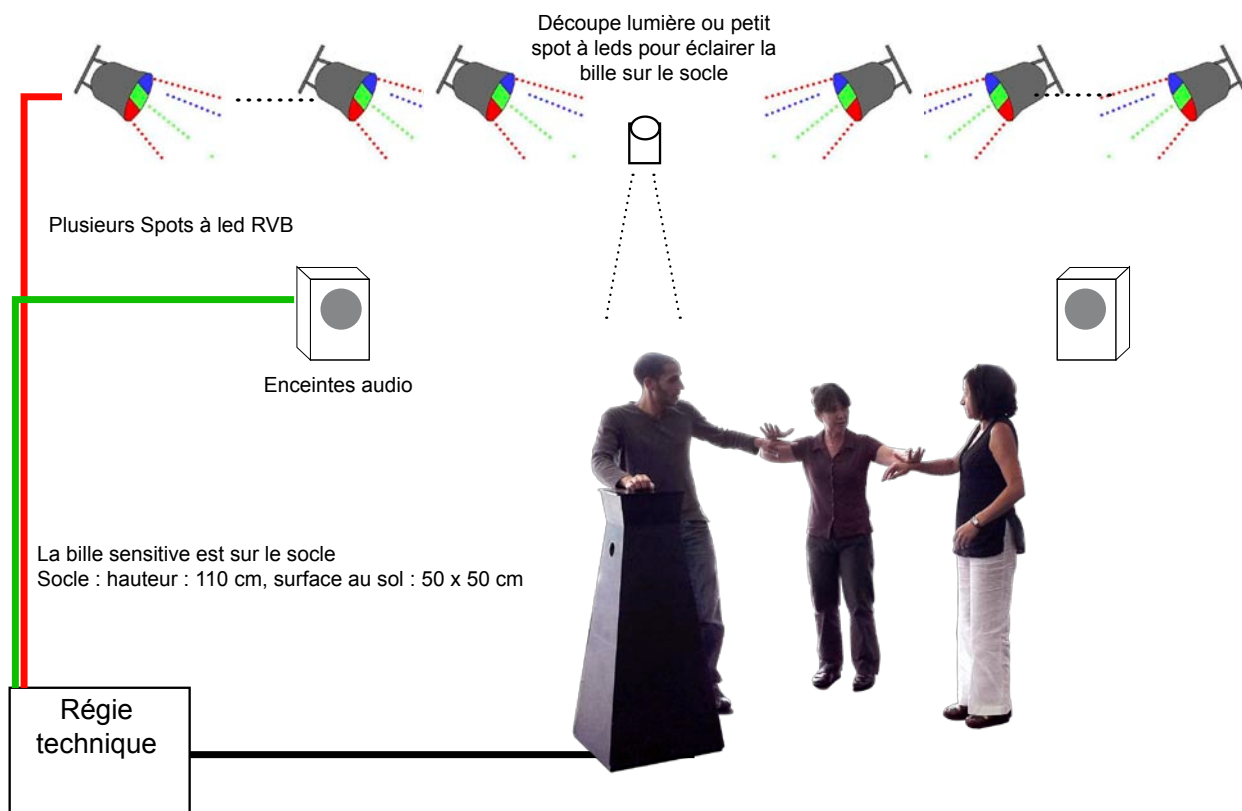 Découpe lumière ou petit
spot à leds pour éclairer la
bille sur le socle
Plusieurs Spots à led RVB
Enceintes audio
La bille sensitive est sur le socle
Socle : hauteur : 110 cm, surface au sol : 50 x 50 cm
Régie
technique